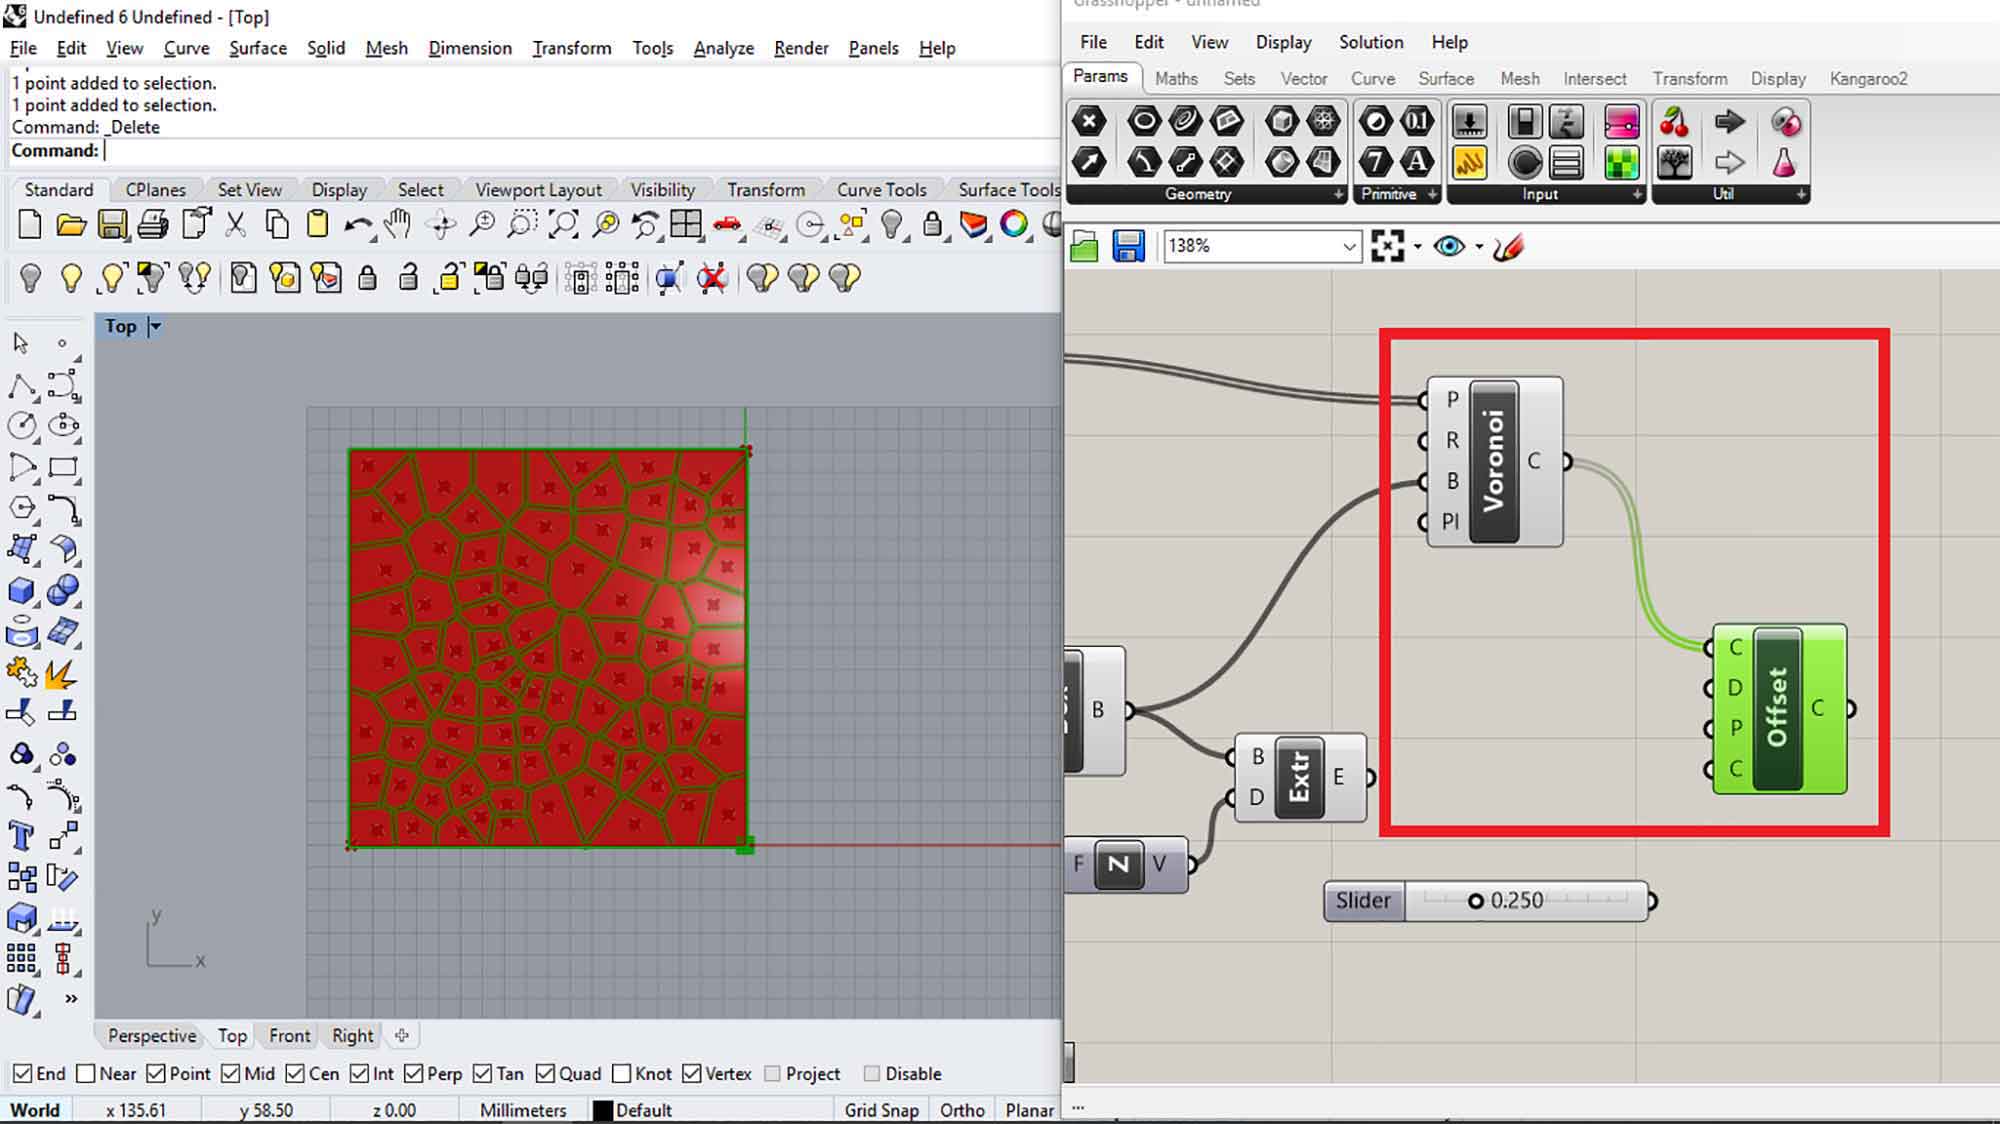 Undefined 6 Undefined - [Top]
File Edit View Curve Surface Solid Mesh Dimension Transform Tools Analyze Render Panels Help
1 point added to selection.
1 point added to selection.
Command: _Delete
Command:
Standard CPlanes Set View Display Select Viewport Layout Visibility Transform Curve Tools Surface Tools
Top
y
x
Perspective Top Front Right
End Near Point Mid Cen Int Perp Tan Quad Knot Vertex Project Disable
World x 135.61 y 58.50 z 0.00 Millimeters Default Grid Snap Ortho Planar
Grasshopper - unnamed
File Edit View Display Solution Help
Params Maths Sets Vector Curve Surface Mesh Intersect Transform Display Kangaroo2
0.1
7 A
Geometry Primitive Input Util
138%
P
R
B
Pl
Voronoi
C
C
D
P
C
Offset
C
B
B
D
Extr
E
F
V
Slider 0.250
...